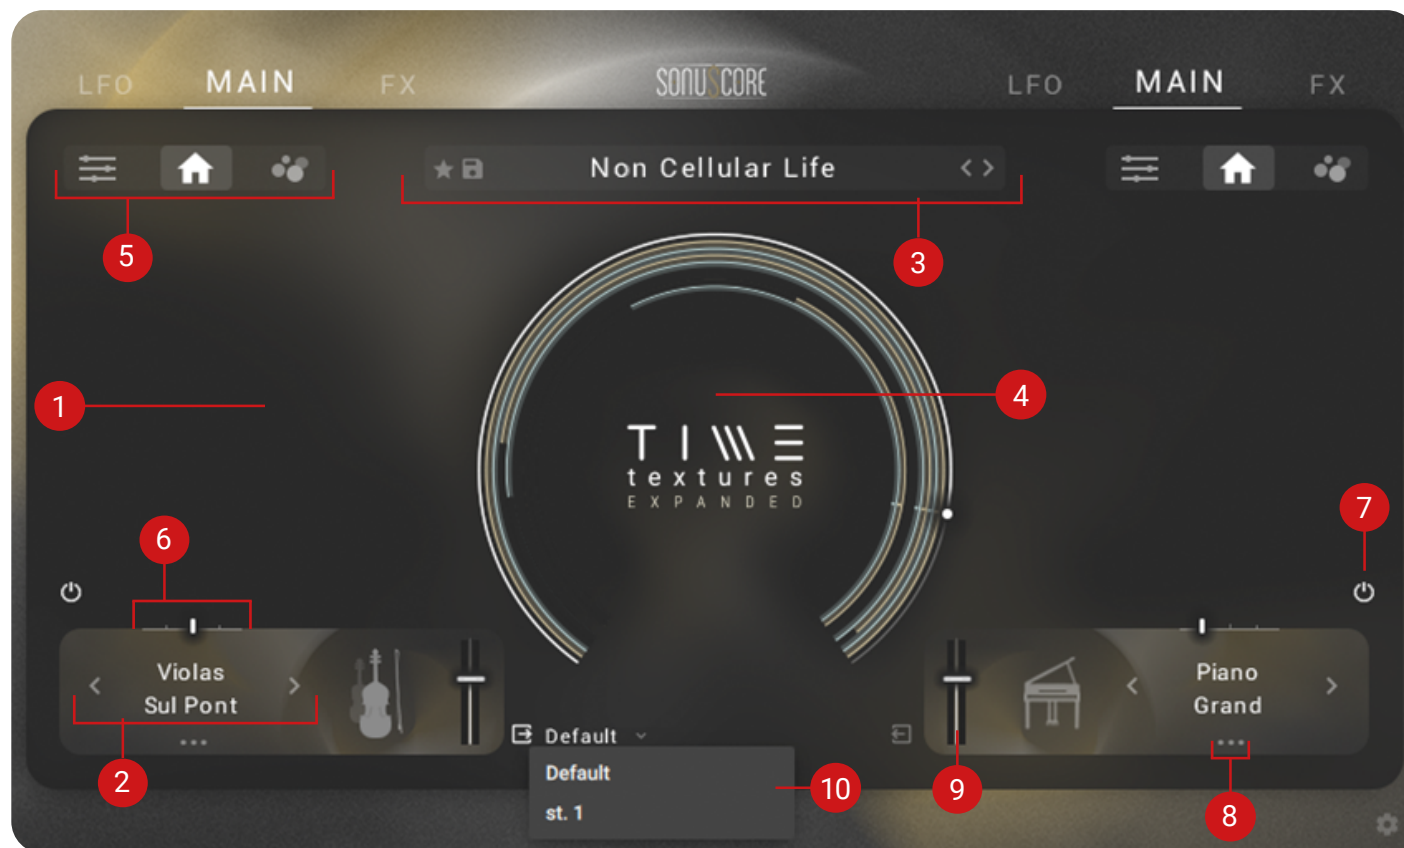 LFO MAIN FX SONUSCORE LFO MAIN FX
Non Cellular Life
5
3
1
4
TIME
textures
EXPANDED
7
6
Violas
Sul Pont
Piano
Grand
Default
Default
st. 1
2
10
9
8